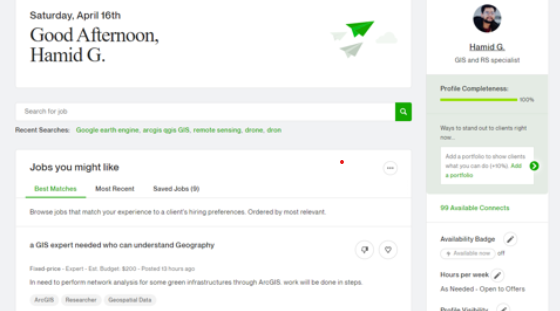 Saturday, April 16th
Good Afternoon,
Hamid G.
Search for job
Recent Searches: Google earth engine, arcgis qgis GIS, remote sensing, drone, dron
Jobs you might like
Best Matches Most Recent Saved Jobs (9)
Browse jobs that match your experience to a client's hiring preferences. Ordered by most relevant.
a GIS expert needed who can understand Geography
Fixed-price - Expert - Est. Budget: $200 - Posted 15 hours ago
In need to perform network analysis for some green infrastructures through ArcGIS. work will be done in steps.
ArcGIS Researcher Geospatial Data
Hamid G.
GIS and RS specialist
Profile Completeness:
100%
Ways to stand out to clients right
now...
Add a portfolio to show clients
what you can do (+10%). Add
a portfolio
99 Available Connects
Availability Badge
Available now off
Hours per week
As Needed - Open to Offers
Profile Visibility